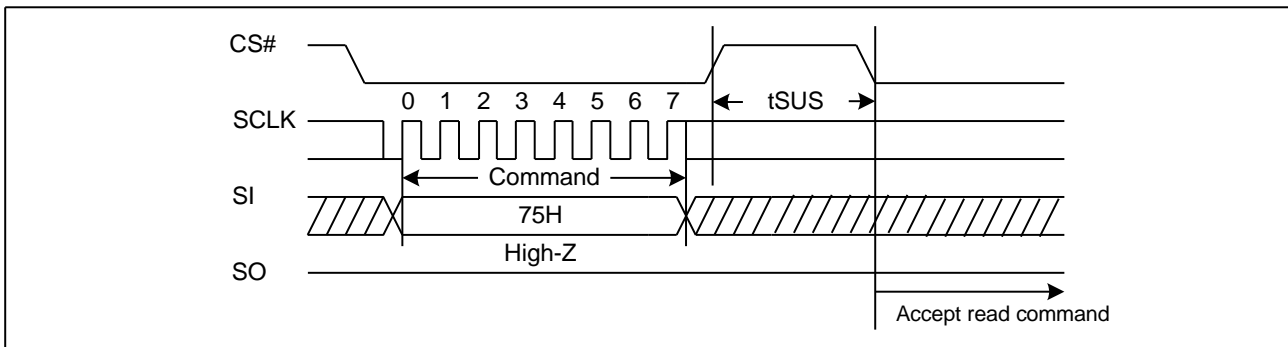 CS#
tSUS
0 1 2 3 4 5 6 7
SCLK
Command
SI
75H
High-Z
SO
Accept read command